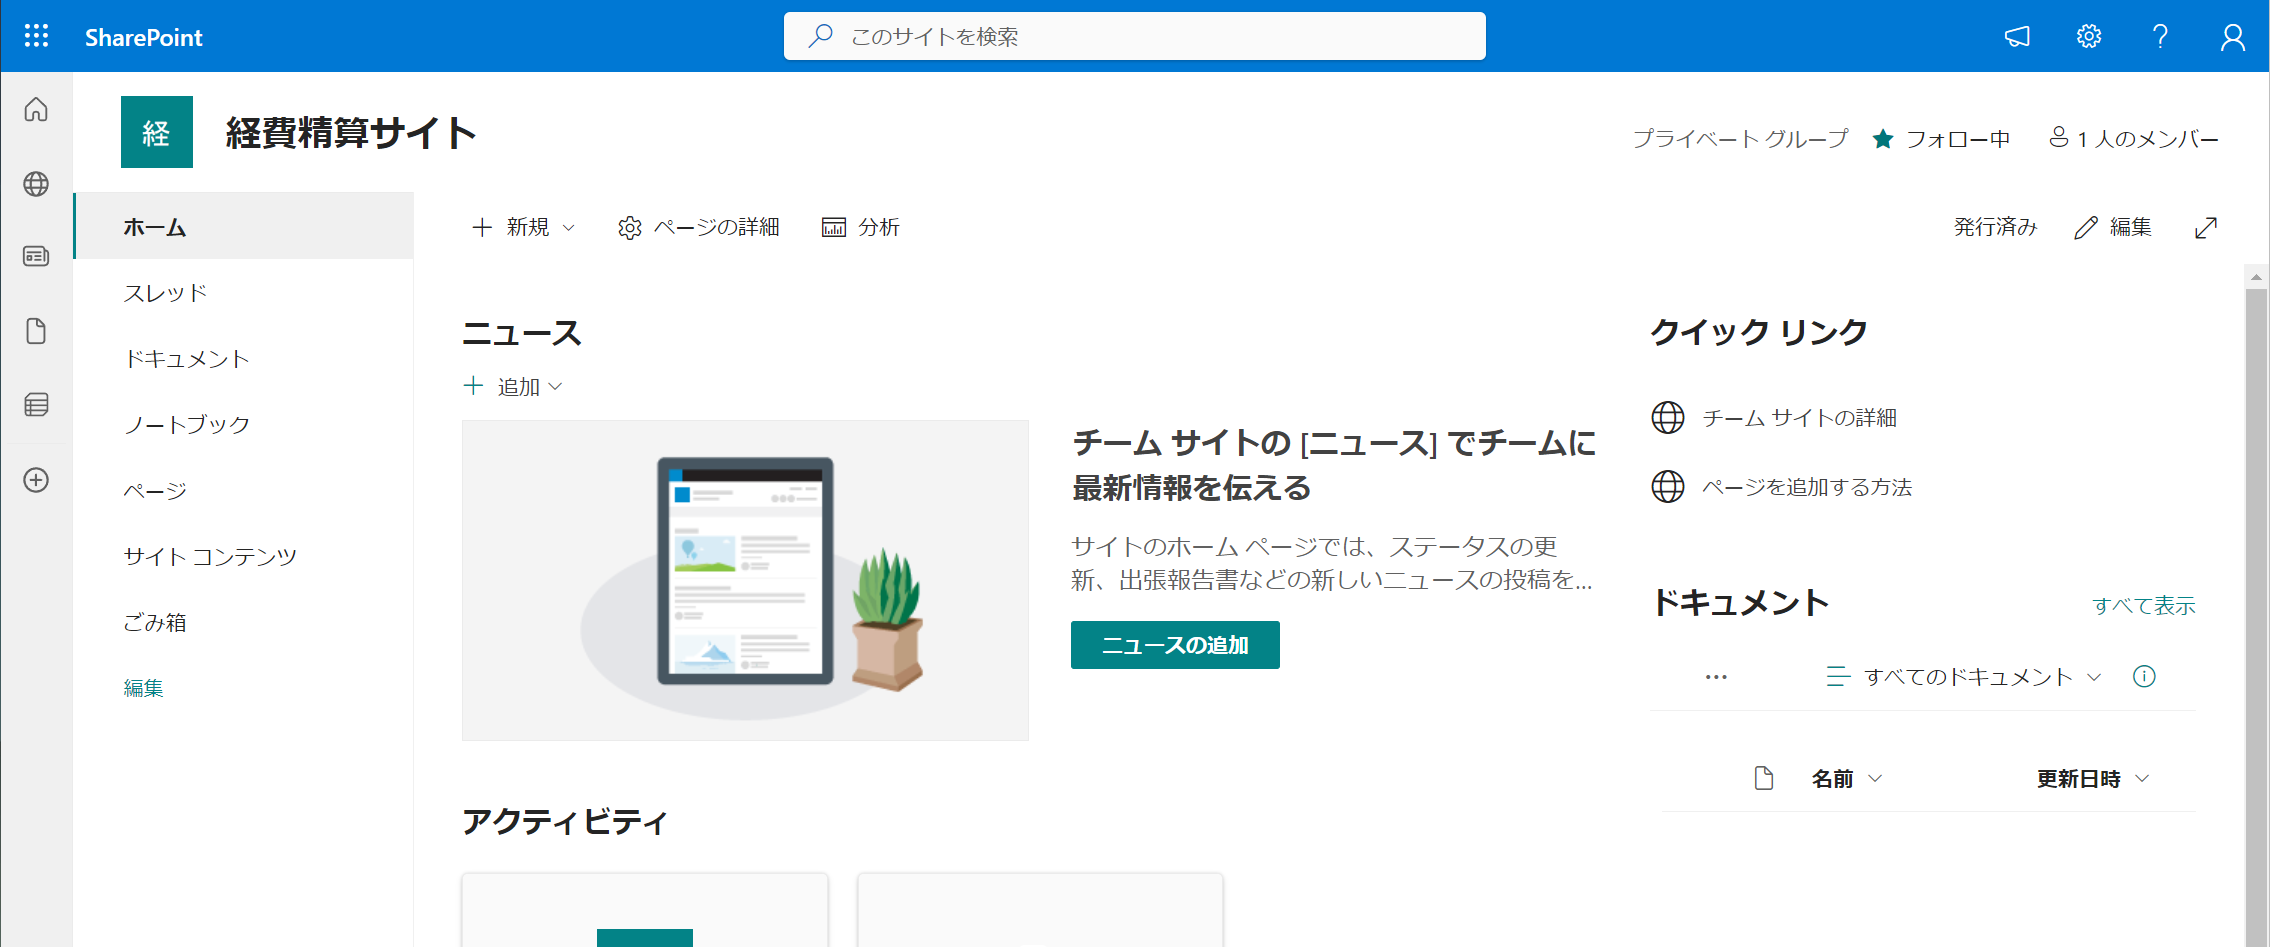 SharePoint
このサイトを検索
経
経費精算サイト
プライベート グループ
フォロー中
1 人のメンバー
ホーム
スレッド
ドキュメント
ノートブック
ページ
サイト コンテンツ
ごみ箱
編集
新規
ページの詳細
分析
発行済み
編集
ニュース
追加
チーム サイトの [ニュース] でチームに
最新情報を伝える
サイトのホーム ページでは、ステータスの更
新、出張報告書などの新しいニュースの投稿を...
ニュースの追加
アクティビティ
クイック リンク
チーム サイトの詳細
ページを追加する方法
ドキュメント
すべて表示
すべてのドキュメント
名前
更新日時